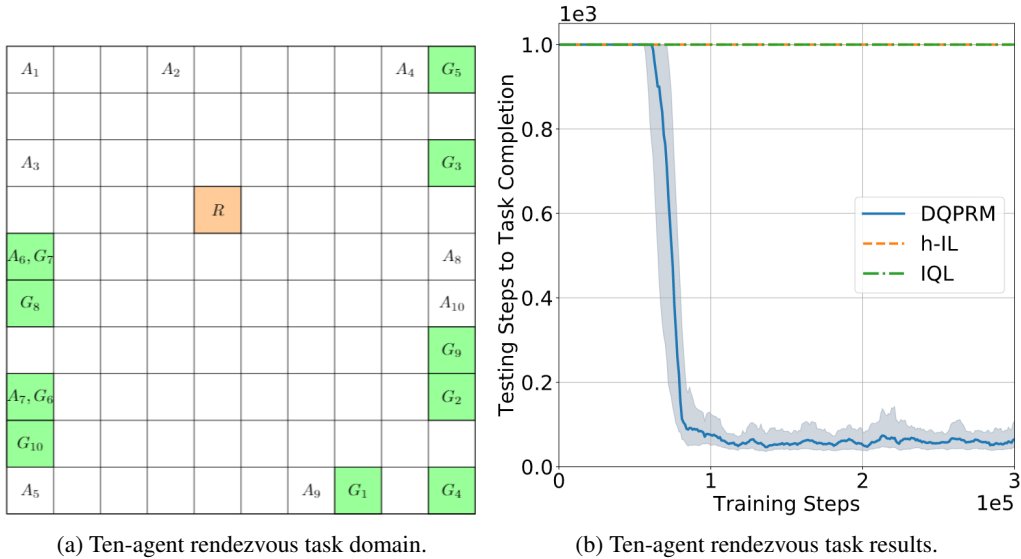 A1 A2 A4 G5
A3 G3
R
A6, G7 A8
G8 A10
G9
A7, G6 G2
G10
A5 A9 G1 G4
(a) Ten-agent rendezvous task domain.
1e3
1.0
0.8
0.6
0.4
0.2
0.0
Testing Steps to Task Completion
DQPRM
h-IL
IQL
0 1 2 3
Training Steps 1e5
(b) Ten-agent rendezvous task results.